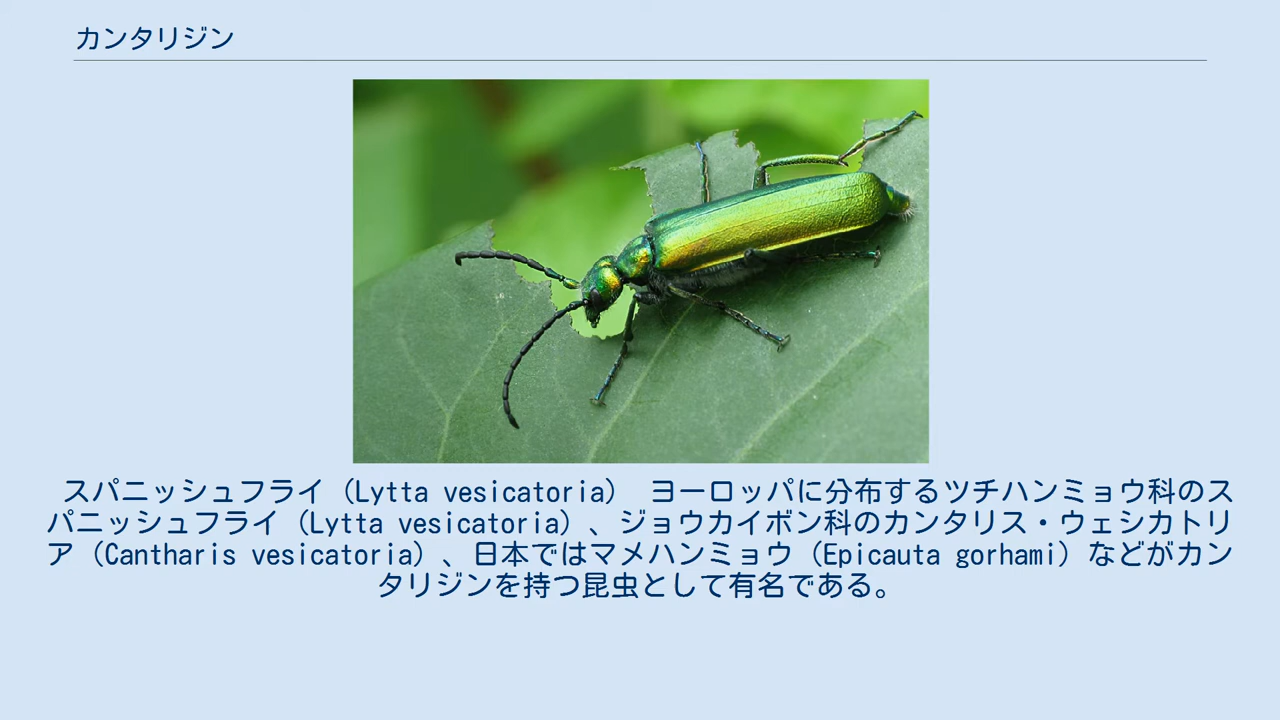 カンタリジン
スパニッシュフライ（Lytta vesicatoria） ヨーロッパに分布するツチハンミョウ科のス
パニッシュフライ（Lytta vesicatoria）、ジョウカイボン科のカンタリス・ウェシカトリ
ア（Cantharis vesicatoria）、日本ではマメハンミョウ（Epicauta gorhami）などがカン
タリジンを持つ昆虫として有名である。